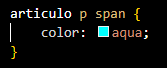 articulo p span {
color: aqua;
}